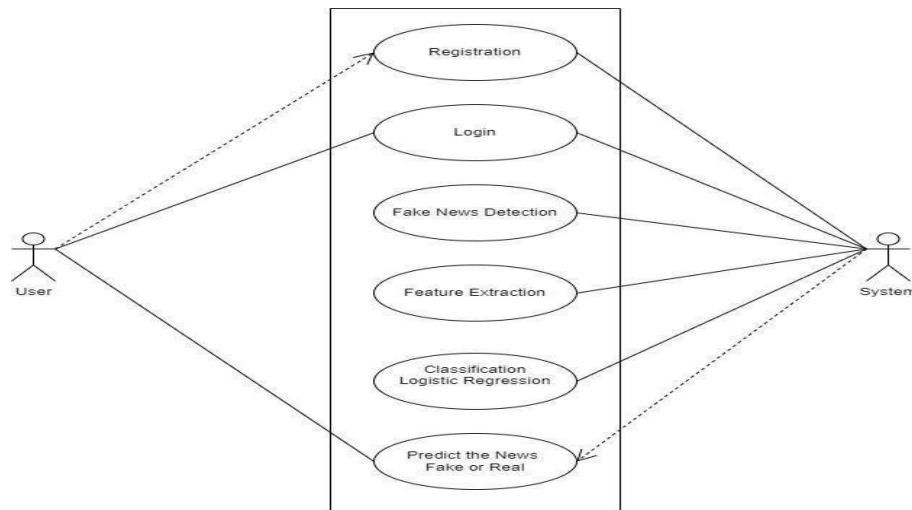 Registration
Login
Fake News Detection
Feature Extraction
User
System
Classification
Logistic Regression
Predict the News
Fake or Real